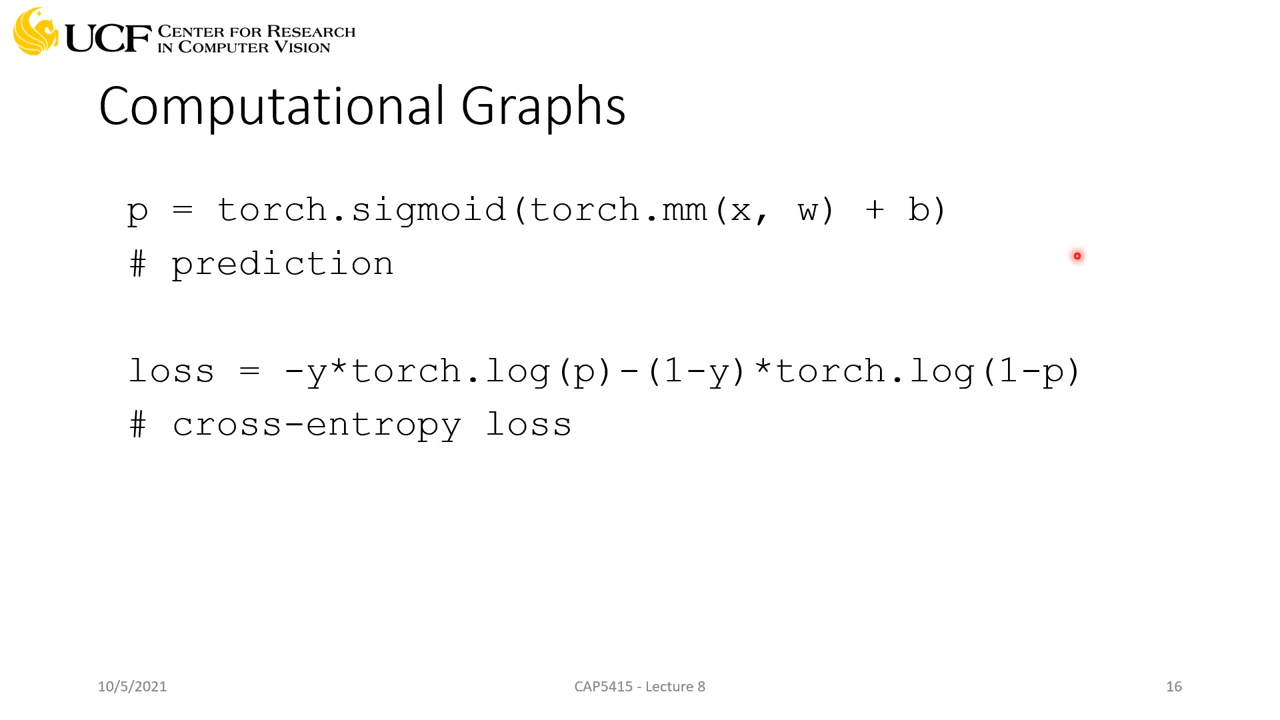 UCF CENTER FOR RESEARCH
IN COMPUTER VISION
Computational Graphs
p = torch.sigmoid(torch.mm(x, w) + b)
# prediction
loss = -y*torch.log(p)-(1-y)*torch.log(1-p)
# cross-entropy loss
10/5/2021
CAP5415 - Lecture 8
16